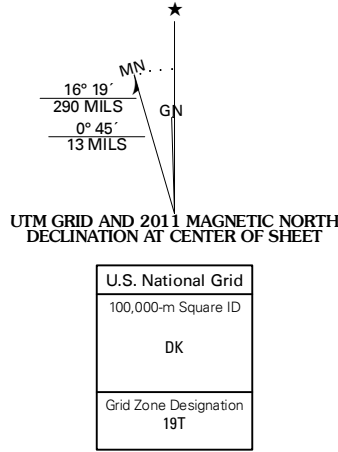 ★
MN
GN
16° 19´
290 MILS
0° 45´
13 MILS
UTM GRID AND 2011 MAGNETIC NORTH
DECLINATION AT CENTER OF SHEET
U.S. National Grid
100,000-m Square ID
DK
Grid Zone Designation
19T